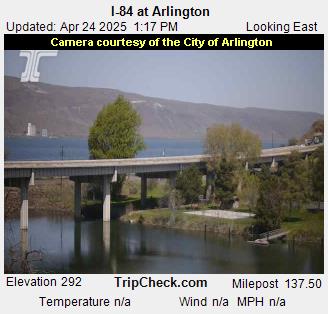 I-84 at Arlington
Updated: Apr 24 2025 1:17 PM Looking East
Camera courtesy of the City of Arlington
Elevation 292 TripCheck.com Milepost 137.50
Temperature n/a Wind n/a MPH n/a